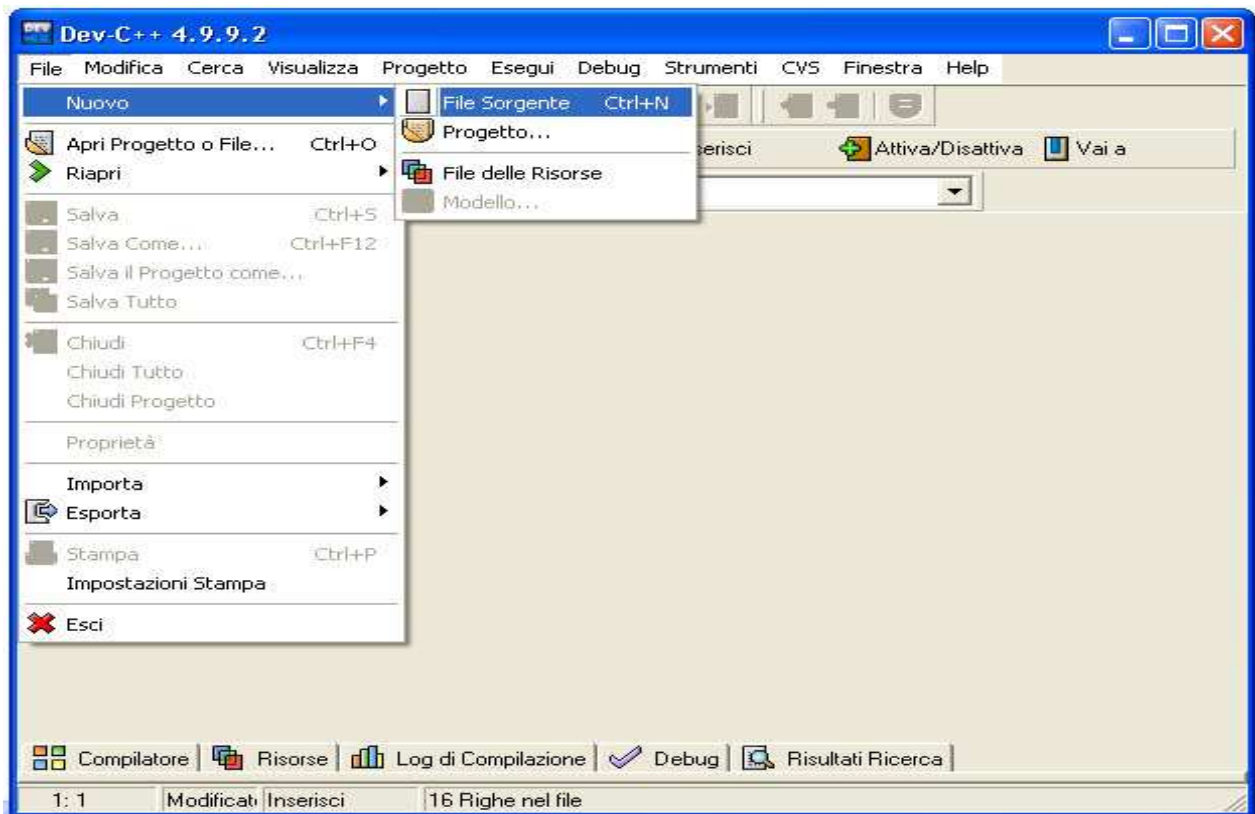 DEV Dev-C++ 4.9.9.2
File Modifica Cerca Visualizza Progetto Esegui Debug Strumenti CVS Finestra Help
Nuovo
File Sorgente Ctrl+N
Progetto...
File delle Risorse
Modello...
Apri Progetto o File... Ctrl+O
Riapri
Salva Ctrl+S
Salva Come... Ctrl+F12
Salva il Progetto come...
Salva Tutto
Chiudi Ctrl+F4
Chiudi Tutto
Chiudi Progetto
Proprietà
Importa
Esporta
Stampa Ctrl+P
Impostazioni Stampa
Esci
serisci Attiva/Disattiva Vai a
Compilatore Risorse Log di Compilazione Debug Risultati Ricerca
1: 1 Modificati Inserisci 16 Righe nel file